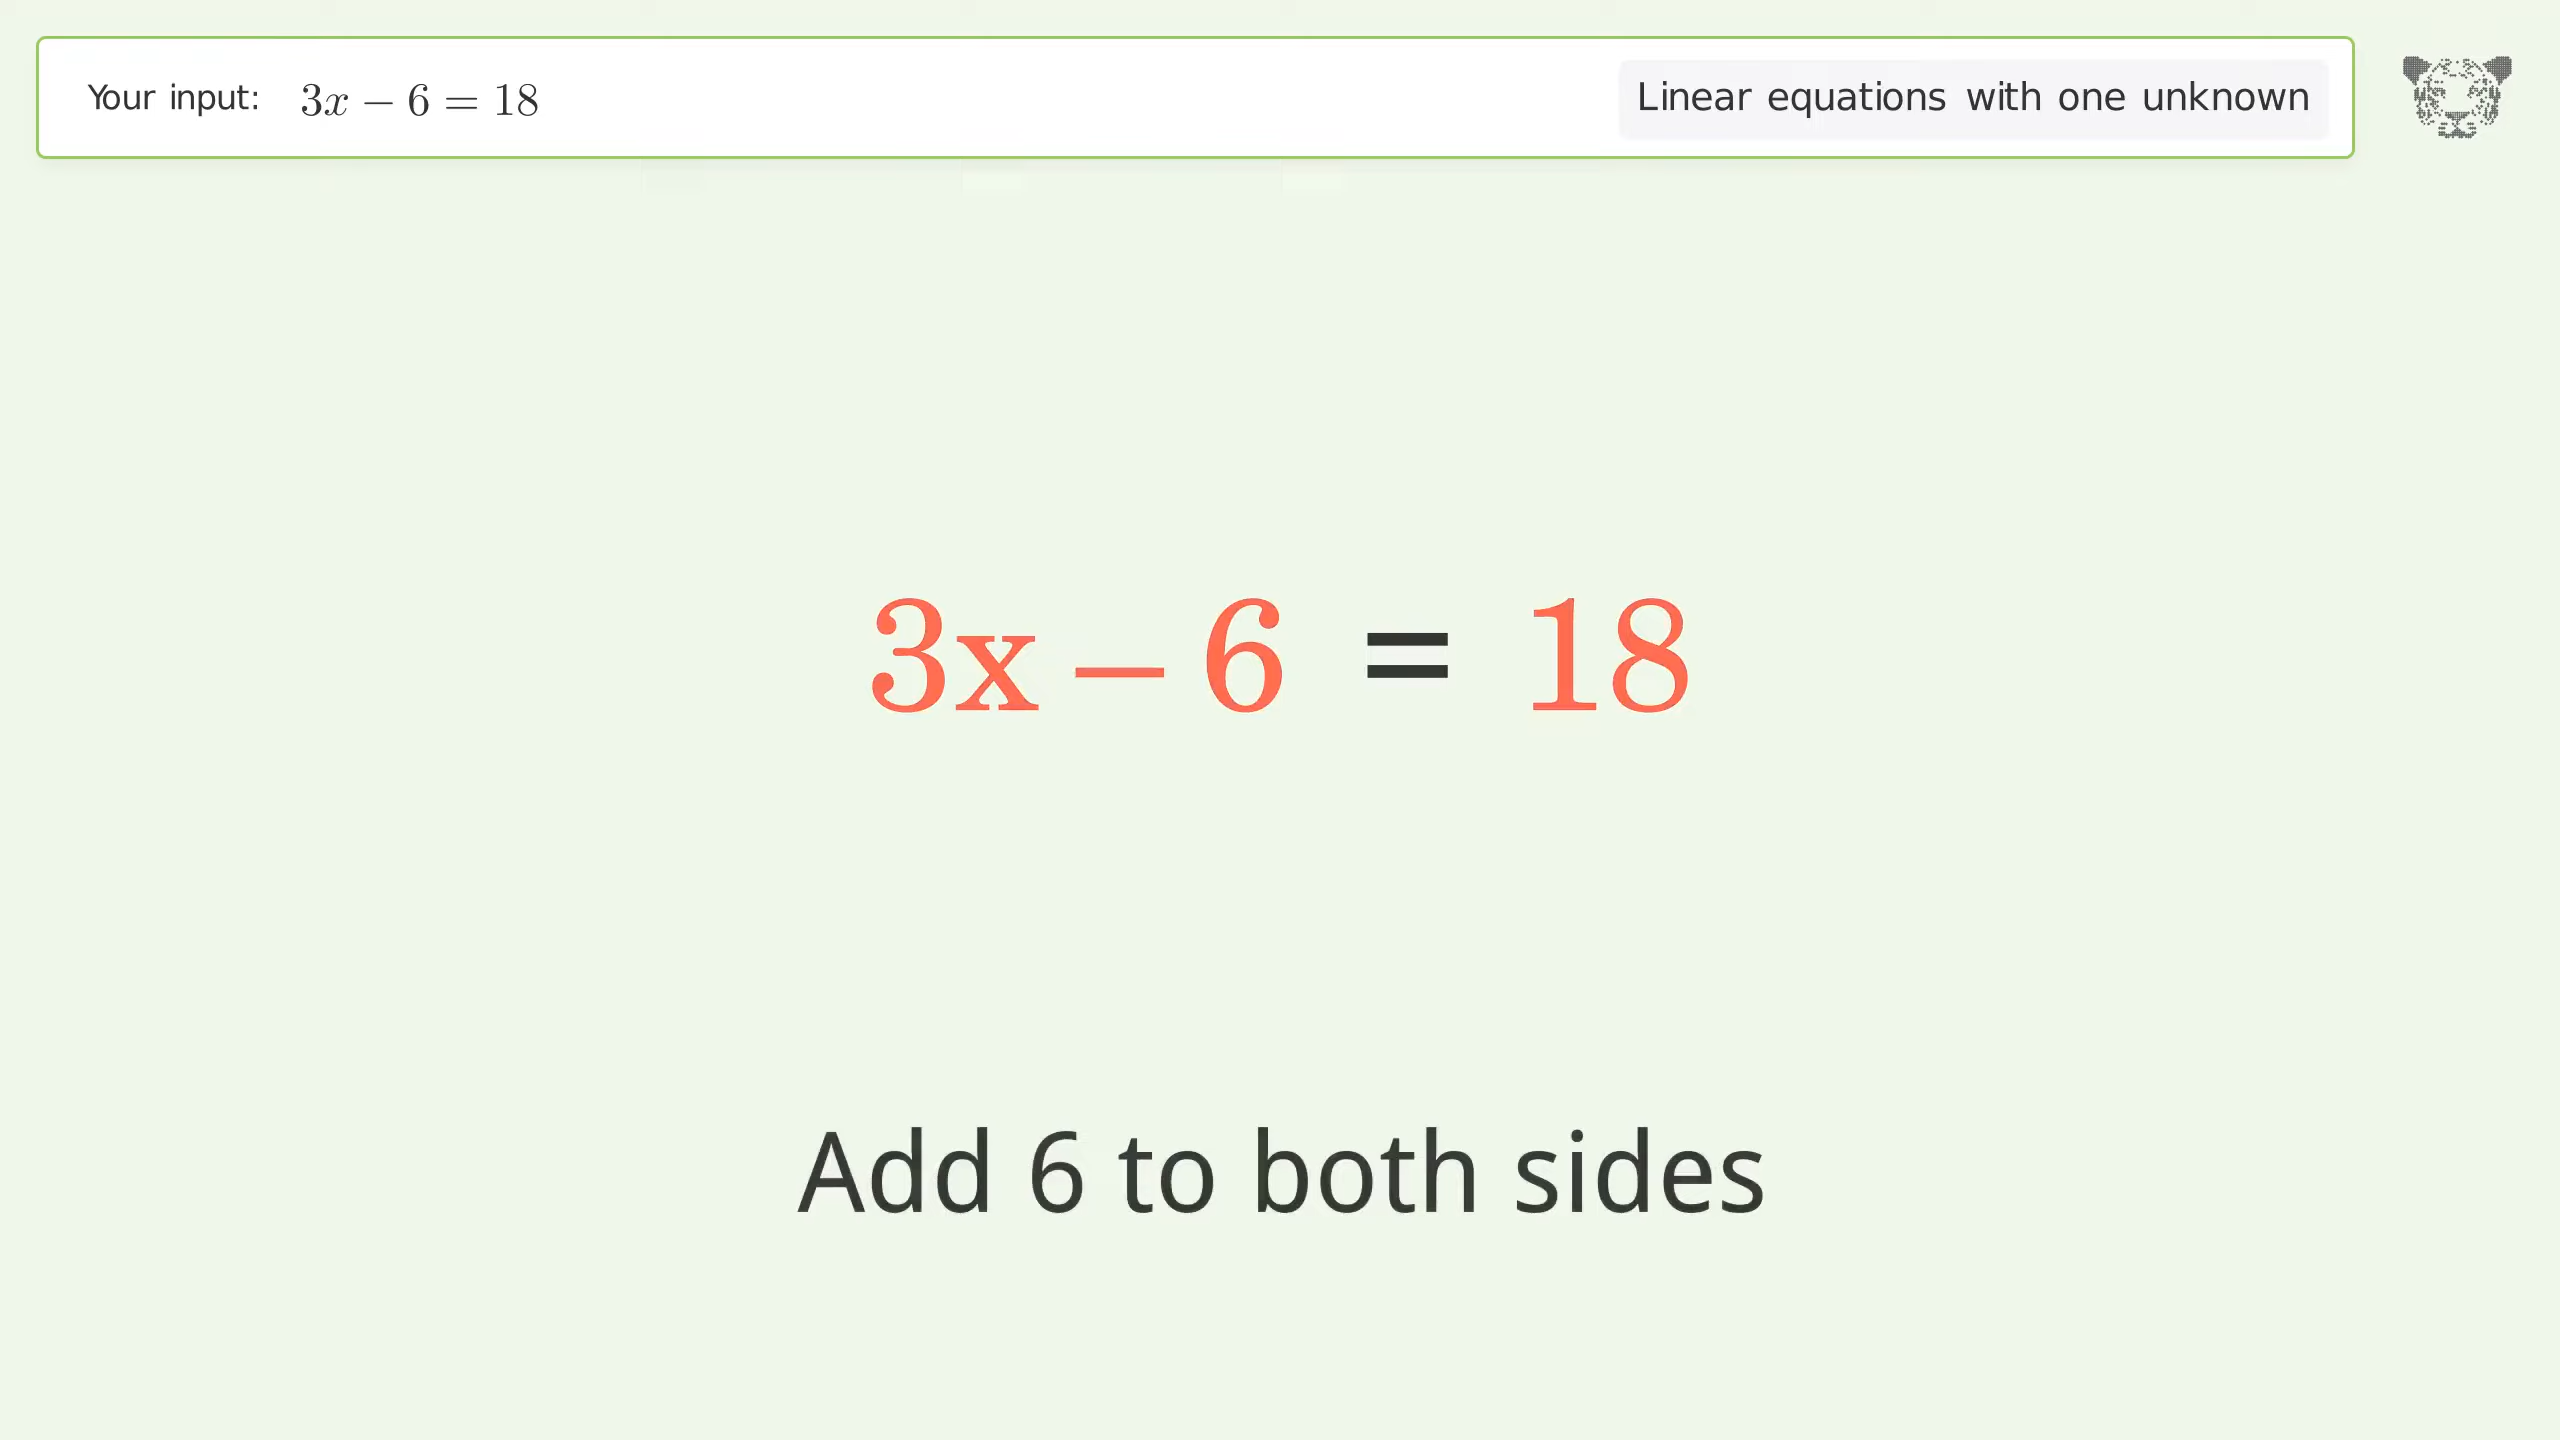 Your input: 3x − 6 = 18
Linear equations with one unknown
3x − 6 = 18
Add 6 to both sides